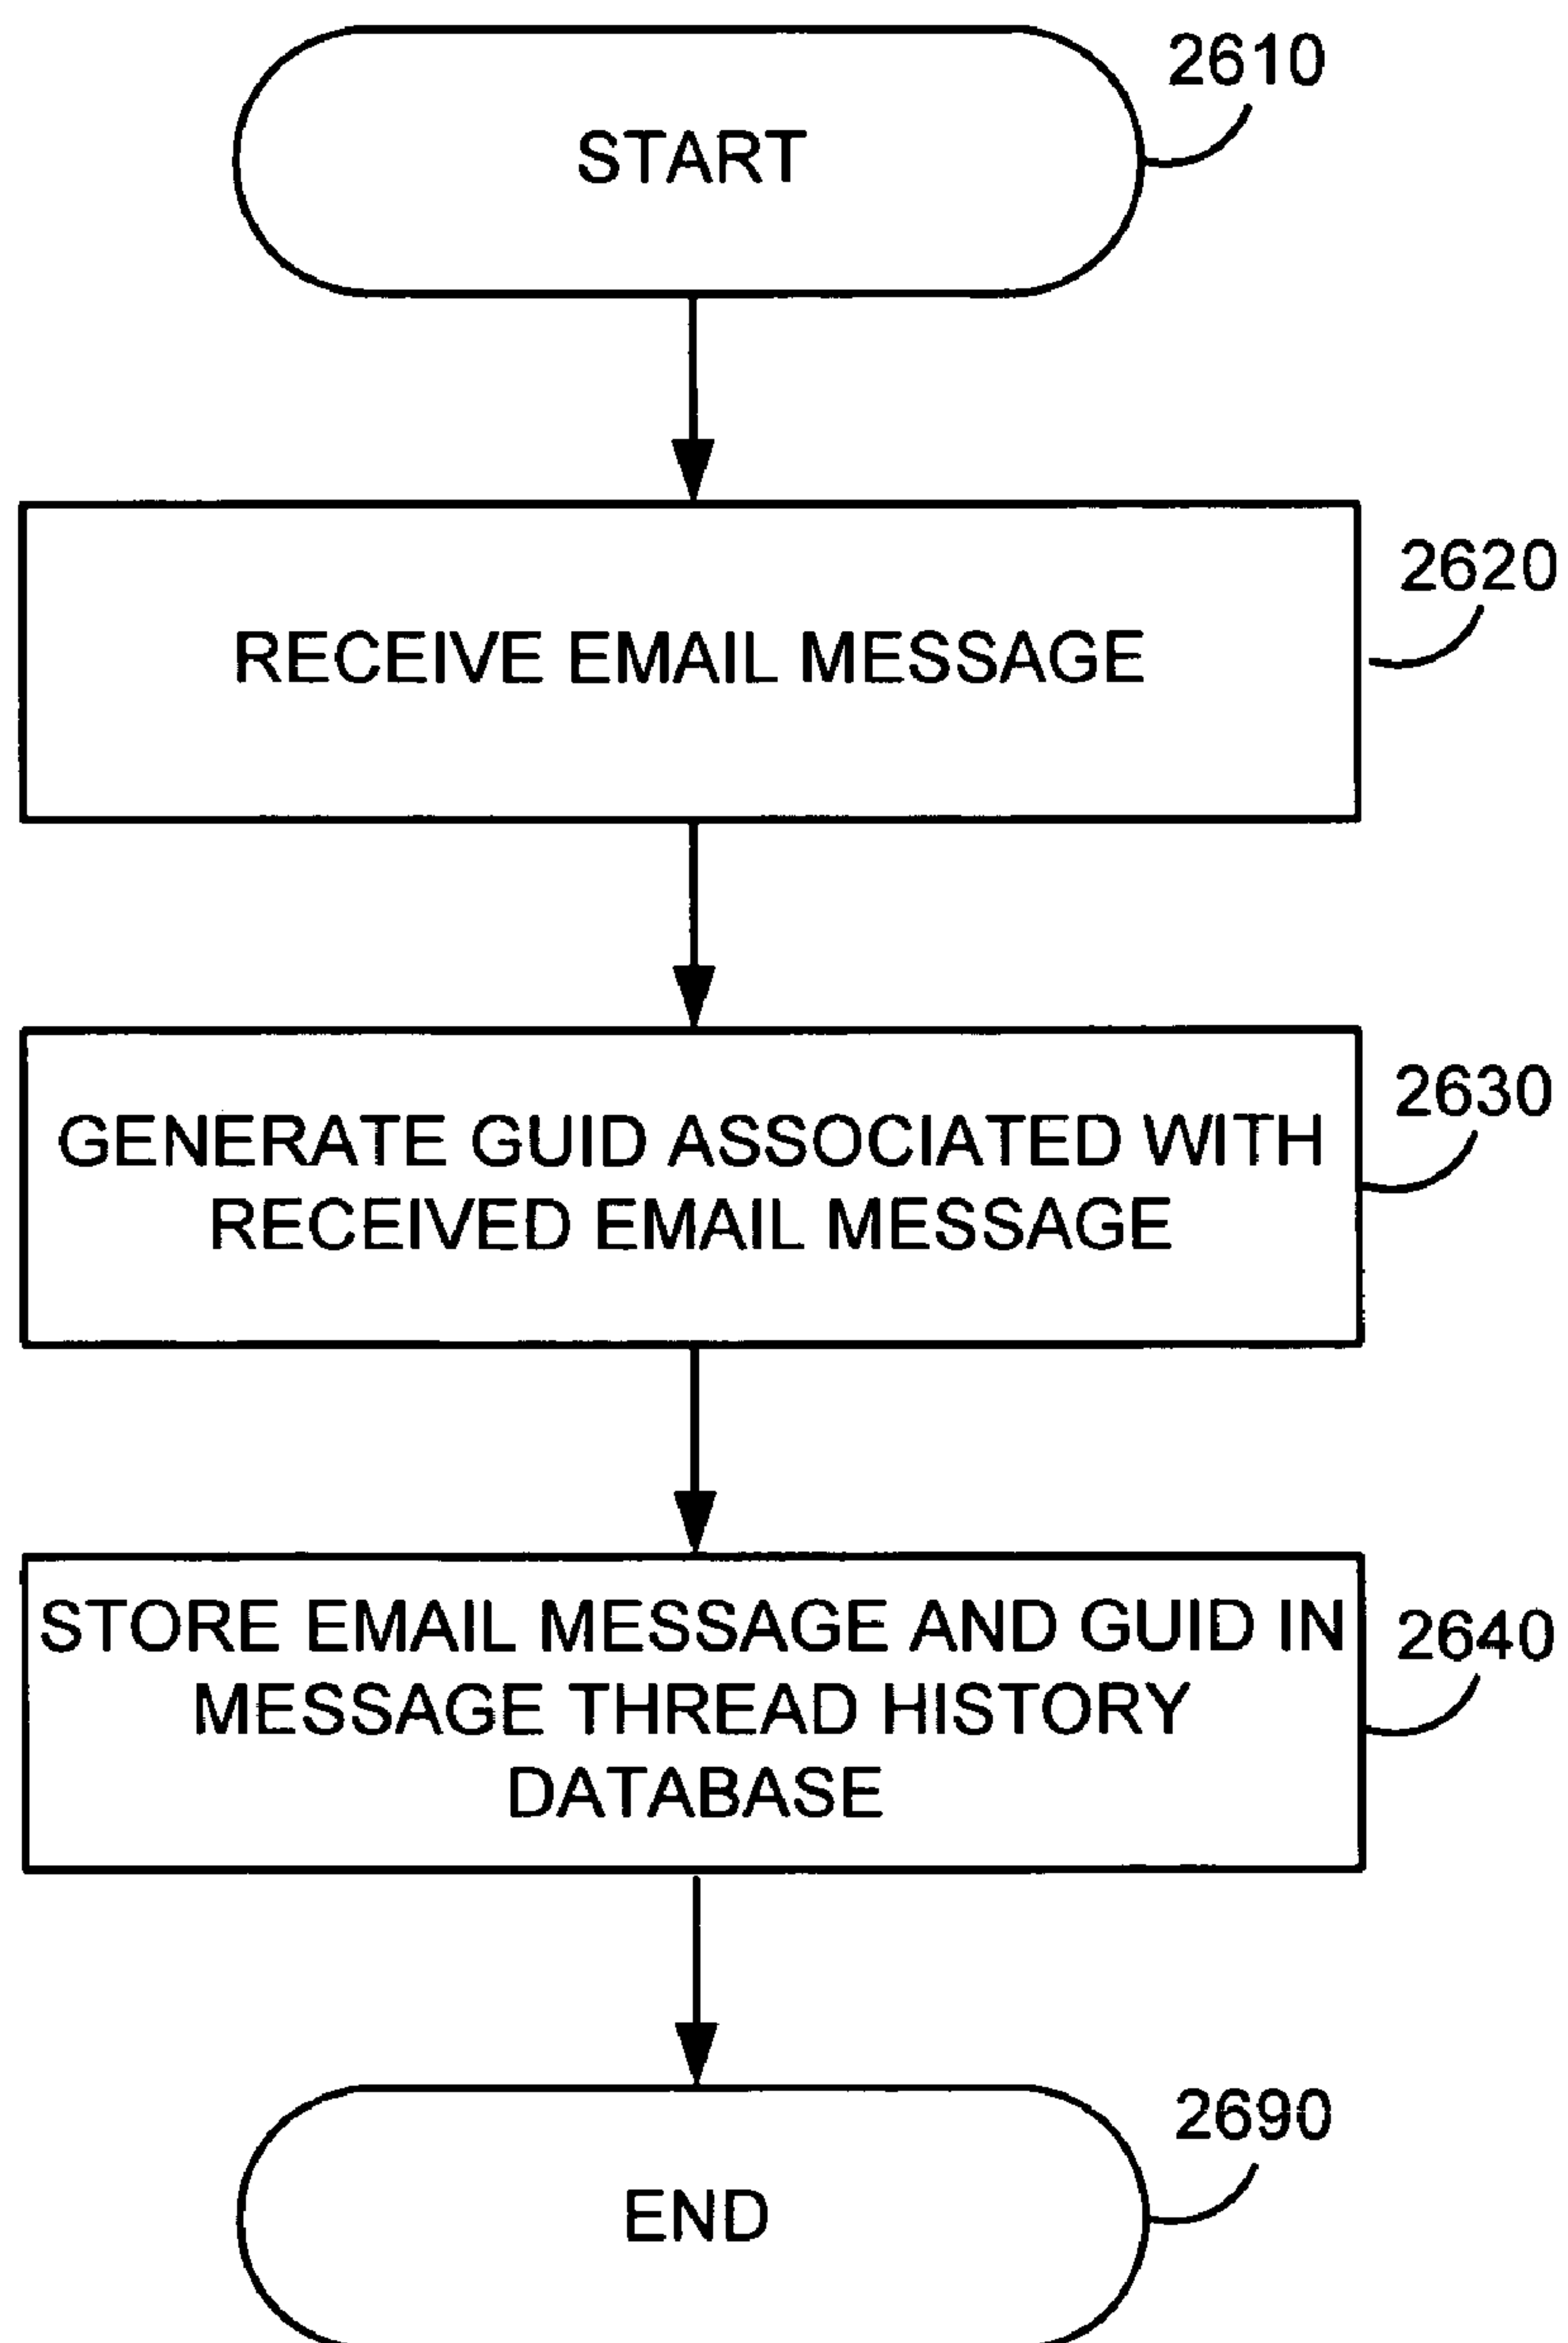 START
2610
RECEIVE EMAIL MESSAGE
2620
GENERATE GUID ASSOCIATED WITH
RECEIVED EMAIL MESSAGE
2630
STORE EMAIL MESSAGE AND GUID IN
MESSAGE THREAD HISTORY
DATABASE
2640
END
2690